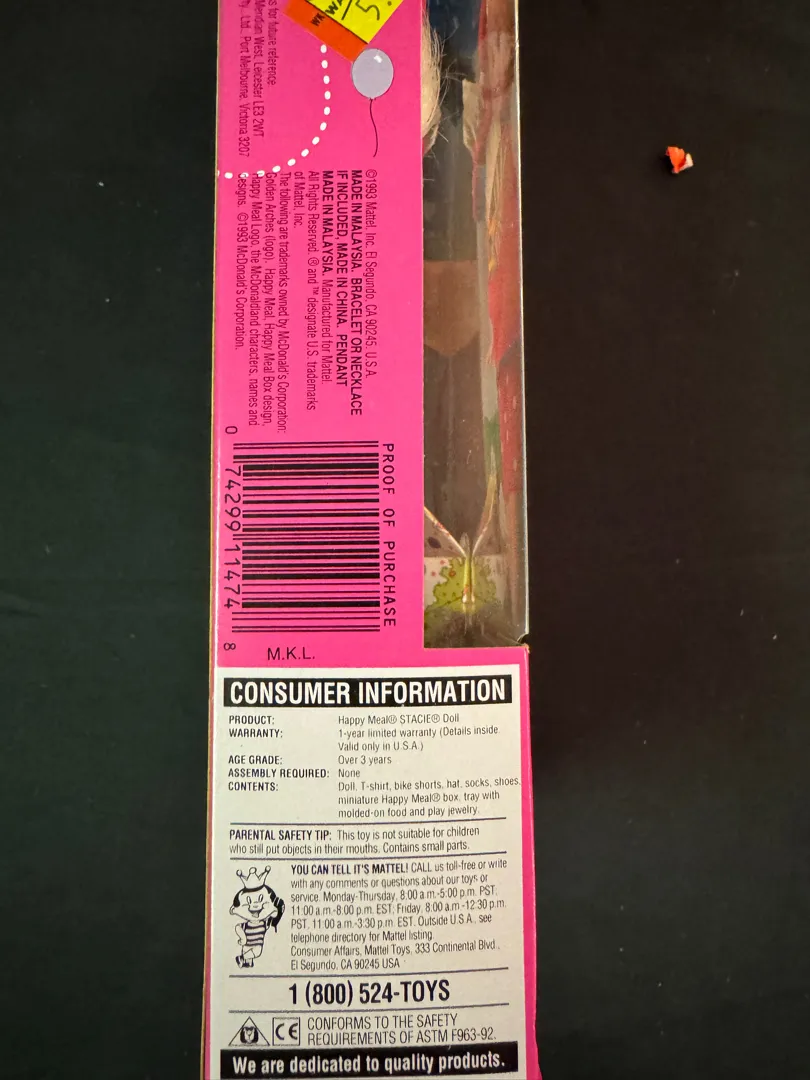 s for future reference
Meridian West, Leicester LE3 2WT
ty. Ltd., Port Melbourne, Victoria 3207
WX
5.
©1993 Mattel, Inc. El Segundo, CA 90245. U.S.A.
MADE IN MALAYSIA. BRACELET OR NECKLACE
IF INCLUDED, MADE IN CHINA. PENDANT
MADE IN MALAYSIA. Manufactured for Mattel.
All Rights Reserved. ® and ™ designate U.S. trademarks
of Mattel, Inc.
The following are trademarks owned by McDonald's Corporation:
Golden Arches (logo), Happy Meal, Happy Meal Box design,
Happy Meal Logo, the McDonaldland characters, names and
designs. ©1993 McDonald's Corporation.
PROOF OF PURCHASE
0 74299 11474 8
M.K.L.
CONSUMER INFORMATION
PRODUCT: Happy Meal® STACIE® Doll
WARRANTY: 1-year limited warranty (Details inside.
Valid only in U.S.A.)
AGE GRADE: Over 3 years
ASSEMBLY REQUIRED: None
CONTENTS: Doll, T-shirt, bike shorts, hat, socks, shoes,
miniature Happy Meal® box, tray with
molded-on food and play jewelry.
PARENTAL SAFETY TIP: This toy is not suitable for children
who still put objects in their mouths. Contains small parts.
YOU CAN TELL IT'S MATTEL! CALL us toll-free or write
with any comments or questions about our toys or
service. Monday-Thursday, 8:00 a.m.-5:00 p.m. PST,
11:00 a.m.-8:00 p.m. EST; Friday, 8:00 a.m.-12:30 p.m.
PST, 11:00 a.m.-3:30 p.m. EST. Outside U.S.A., see
telephone directory for Mattel listing.
Consumer Affairs, Mattel Toys, 333 Continental Blvd.,
El Segundo, CA 90245 USA
1 (800) 524-TOYS
CE CONFORMS TO THE SAFETY
REQUIREMENTS OF ASTM F963-92.
We are dedicated to quality products.